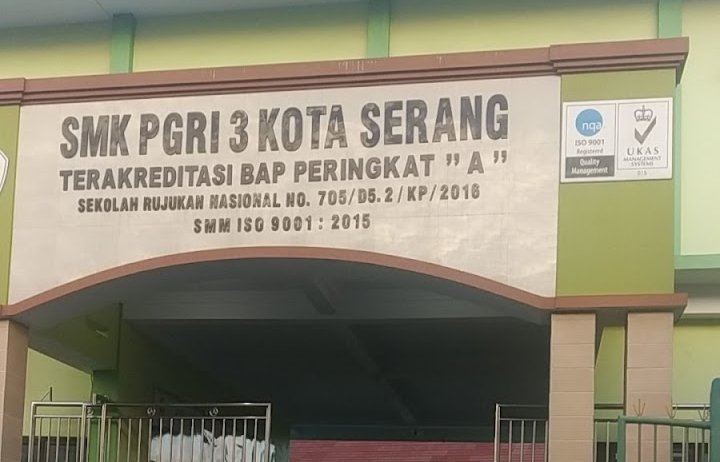 SMK PGRI 3 KOTA SERANG
TERAKREDITASI BAP PERINGKAT " A "
SEKOLAH RUJUKAN NASIONAL NO. 705/D5.2/KP/2016
SMM ISO 9001 : 2015
nqa
ISO 9001
Registered
Quality
Management
UKAS
MANAGEMENT
SYSTEMS
015